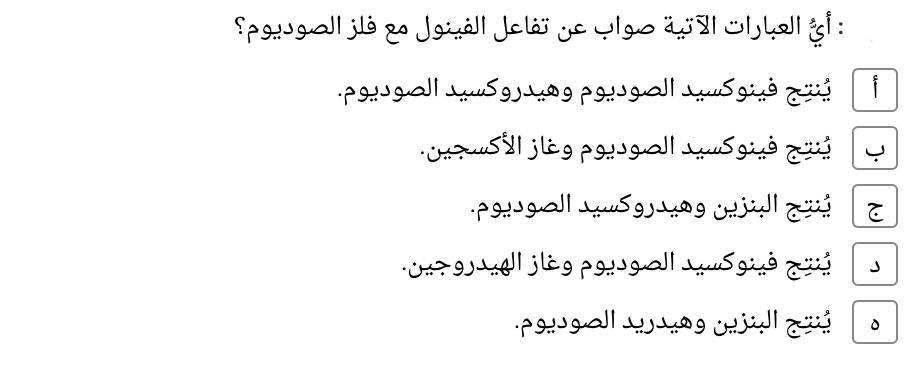 : أيُّ العبارات الآتية صواب عن تفاعل الفينول مع فلز الصوديوم؟
أ يُنتِج فينوكسيد الصوديوم وهيدروكسيد الصوديوم.
ب يُنتِج فينوكسيد الصوديوم وغاز الأكسجين.
ج يُنتِج البنزين وهيدروكسيد الصوديوم.
د يُنتِج فينوكسيد الصوديوم وغاز الهيدروجين.
ه يُنتِج البنزين وهيدريد الصوديوم.